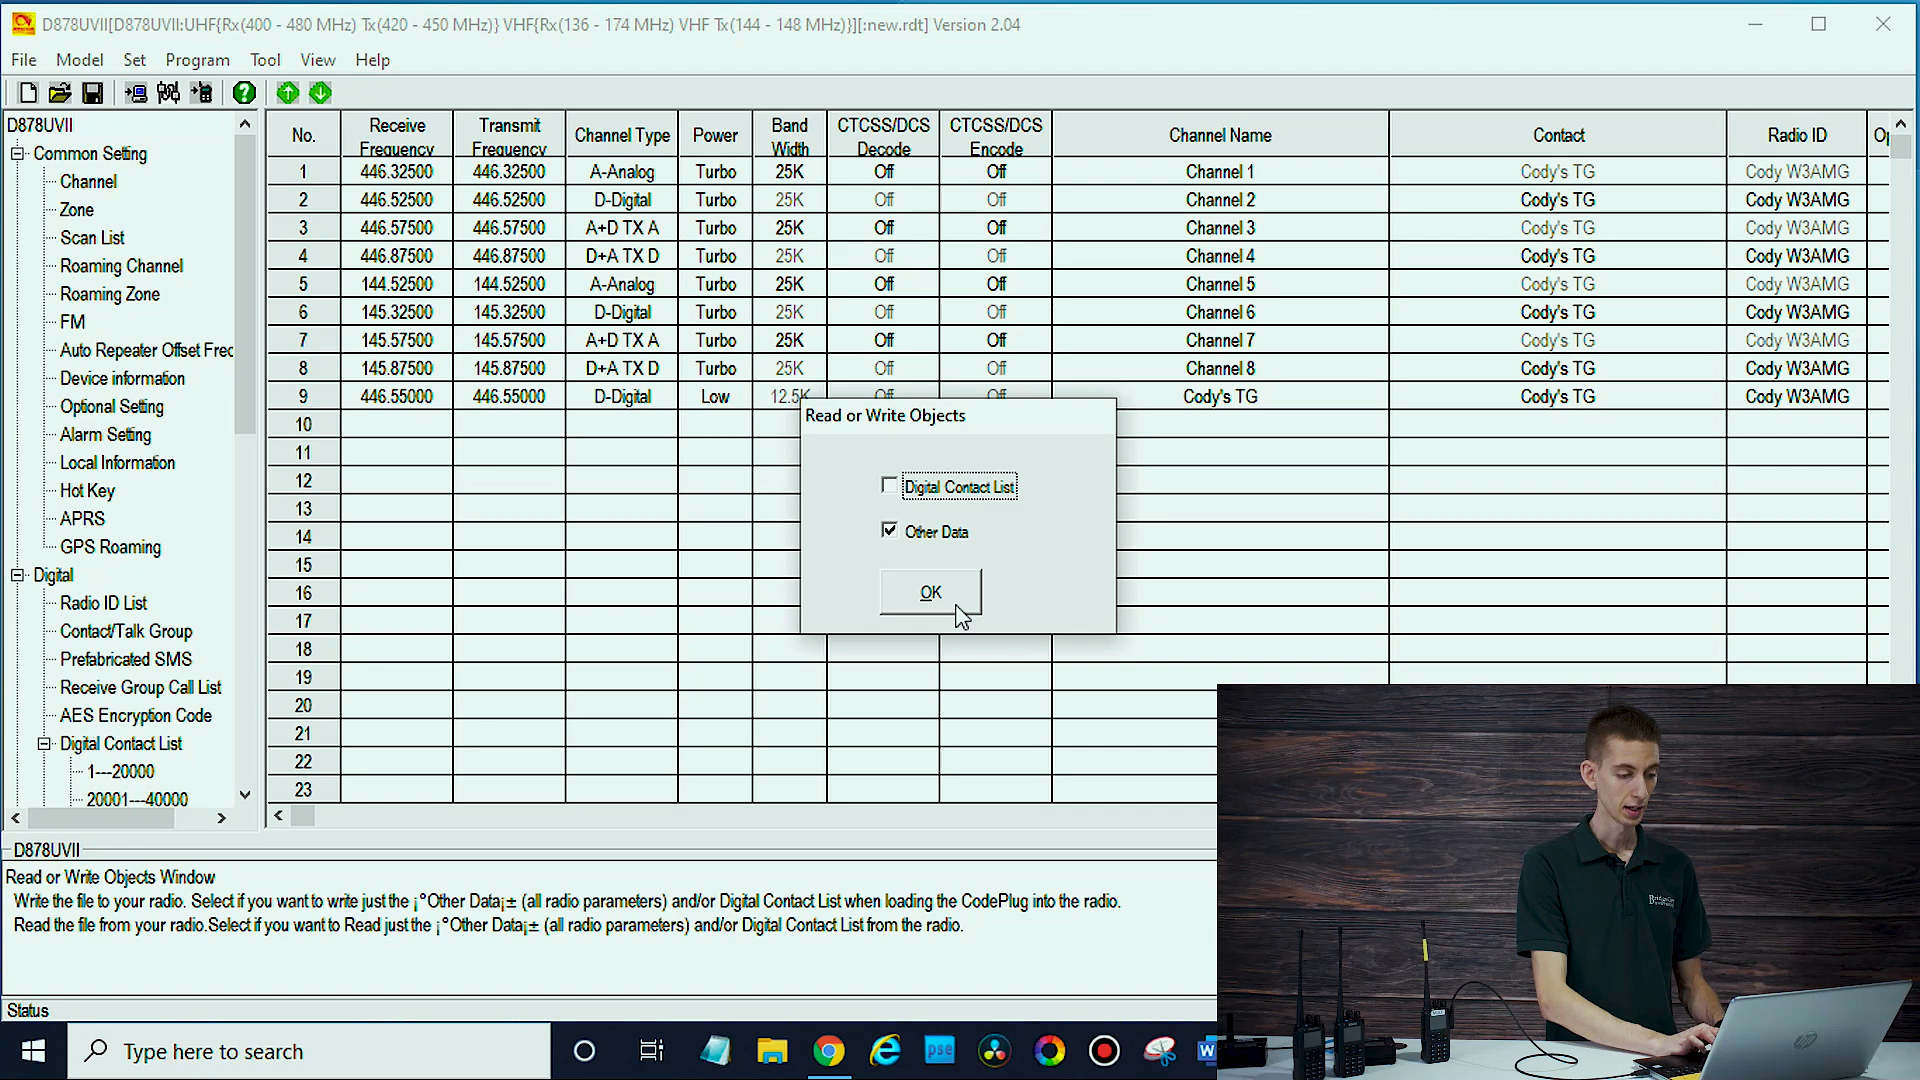 D878UVII[D878UVII:UHF{Rx(400 - 480 MHz) Tx(420 - 450 MHz)} VHF{Rx(136 - 174 MHz) VHF Tx(144 - 148 MHz)}][:new.rdt] Version 2.04
File Model Set Program Tool View Help
D878UVII
Common Setting
Channel
Zone
Scan List
Roaming Channel
Roaming Zone
FM
Auto Repeater Offset Frec
Device information
Optional Setting
Alarm Setting
Local Information
Hot Key
APRS
GPS Roaming
Digital
Radio ID List
Contact/Talk Group
Prefabricated SMS
Receive Group Call List
AES Encryption Code
Digital Contact List
1---20000
20001---40000
No. Receive Frequency Transmit Frequency Channel Type Power Band Width CTCSS/DCS Decode CTCSS/DCS Encode Channel Name Contact Radio ID
1 446.32500 446.32500 A-Analog Turbo 25K Off Off Channel 1 Cody's TG Cody W3AMG
2 446.52500 446.52500 D-Digital Turbo 25K Off Off Channel 2 Cody's TG Cody W3AMG
3 446.57500 446.57500 A+D TX A Turbo 25K Off Off Channel 3 Cody's TG Cody W3AMG
4 446.87500 446.87500 D+A TX D Turbo 25K Off Off Channel 4 Cody's TG Cody W3AMG
5 144.52500 144.52500 A-Analog Turbo 25K Off Off Channel 5 Cody's TG Cody W3AMG
6 145.32500 145.32500 D-Digital Turbo 25K Off Off Channel 6 Cody's TG Cody W3AMG
7 145.57500 145.57500 A+D TX A Turbo 25K Off Off Channel 7 Cody's TG Cody W3AMG
8 145.87500 145.87500 D+A TX D Turbo 25K Off Off Channel 8 Cody's TG Cody W3AMG
9 446.55000 446.55000 D-Digital Low 12.5K Off Off Cody's TG Cody's TG Cody W3AMG
10
11
12
13
14
15
16
17
18
19
20
21
22
23
Read or Write Objects
Digital Contact List
Other Data
OK
D878UVII
Read or Write Objects Window
Write the file to your radio. Select if you want to write just the ¡°Other Data¡± (all radio parameters) and/or Digital Contact List when loading the CodePlug into the radio.
Read the file from your radio.Select if you want to Read just the ¡°Other Data¡± (all radio parameters) and/or Digital Contact List from the radio.
Status
Type here to search
pse
W
hp